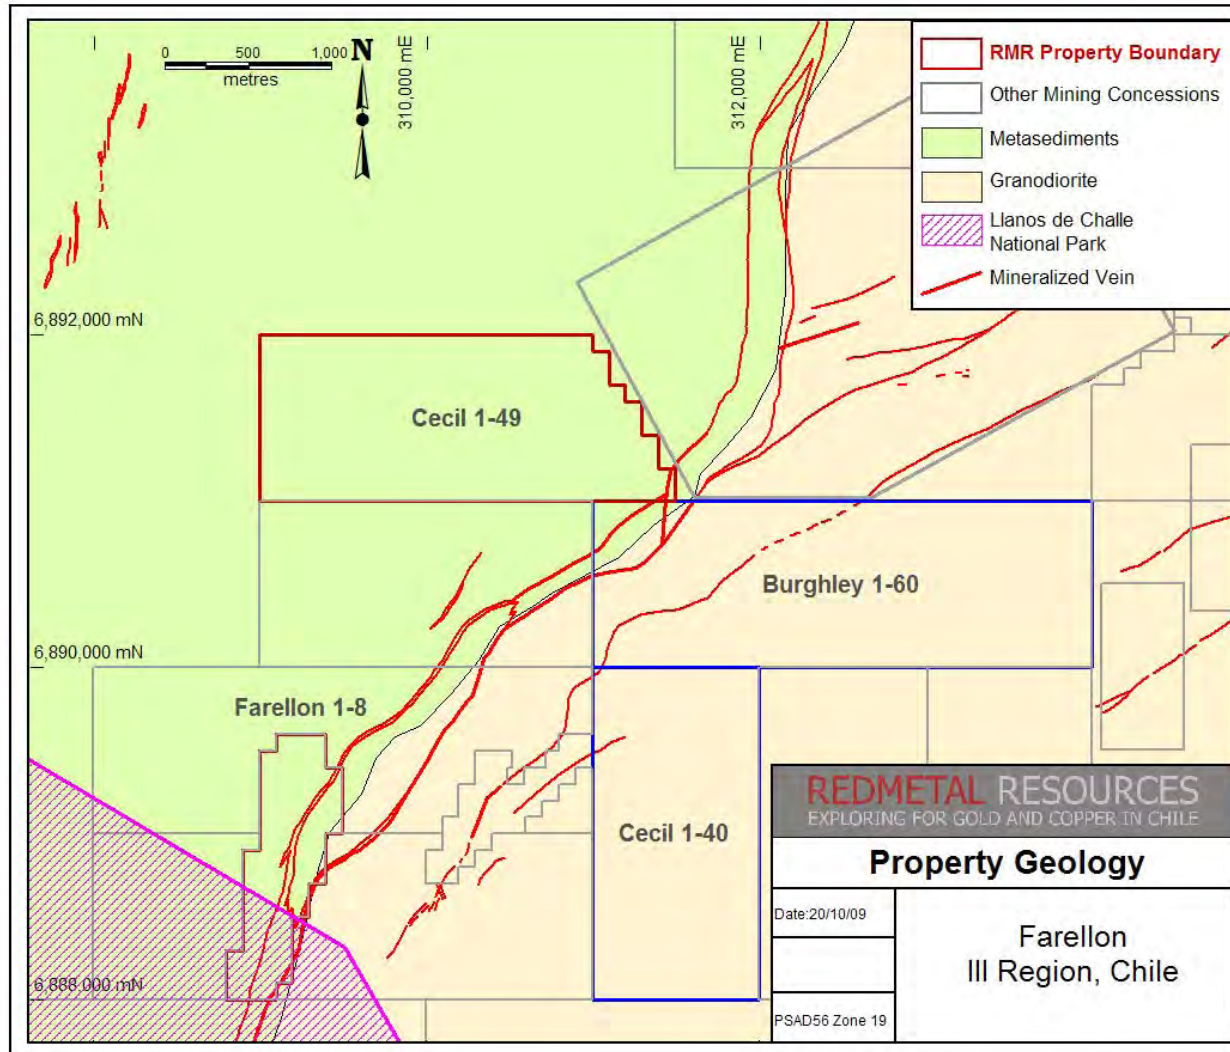 0 500 1,000
metres
N
310,000 mE
312,000 mE
RMR Property Boundary
Other Mining Concessions
Metasediments
Granodiorite
Llanos de Challe
National Park
Mineralized Vein
6,892,000 mN
Cecil 1-49
Burghley 1-60
6,890,000 mN
Farellon 1-8
Cecil 1-40
6,888,000 mN
REDMETAL RESOURCES
EXPLORING FOR GOLD AND COPPER IN CHILE
Property Geology
Date:20/10/09
Farellon
III Region, Chile
PSAD56 Zone 19